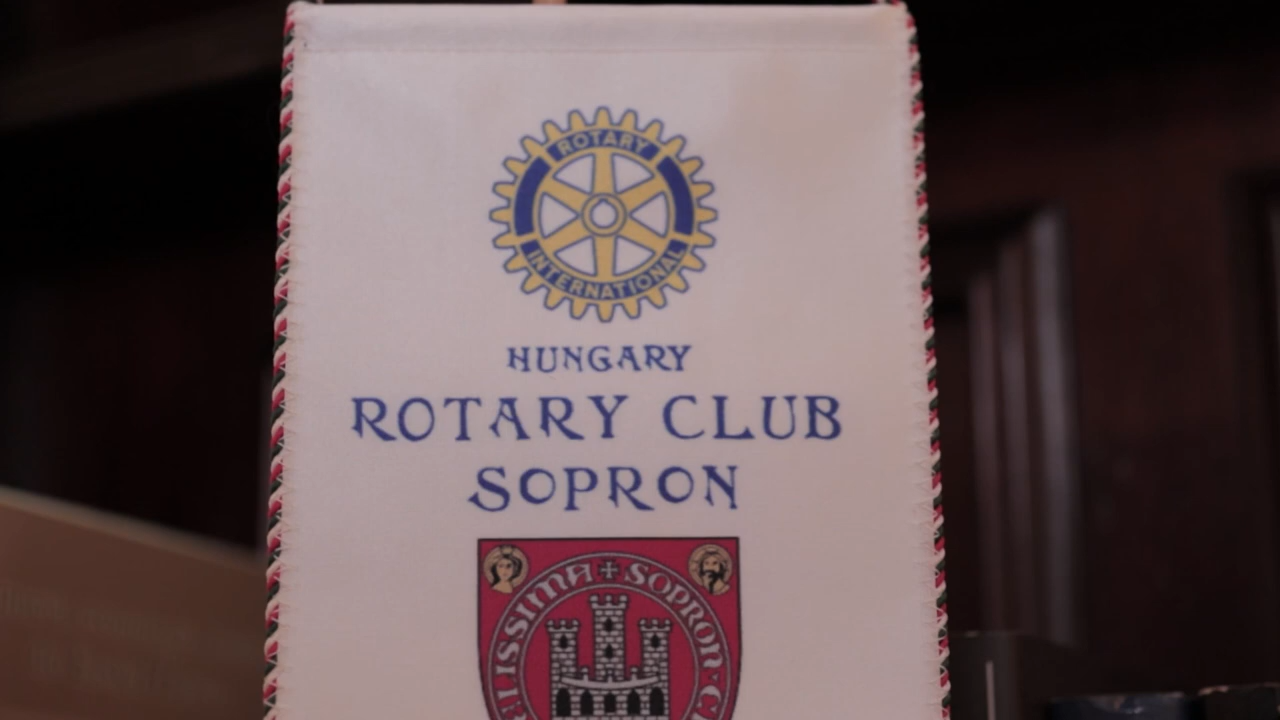 ROTARY
INTERNATIONAL
HUNGARY
ROTARY CLUB
SOPRON
SOPRON